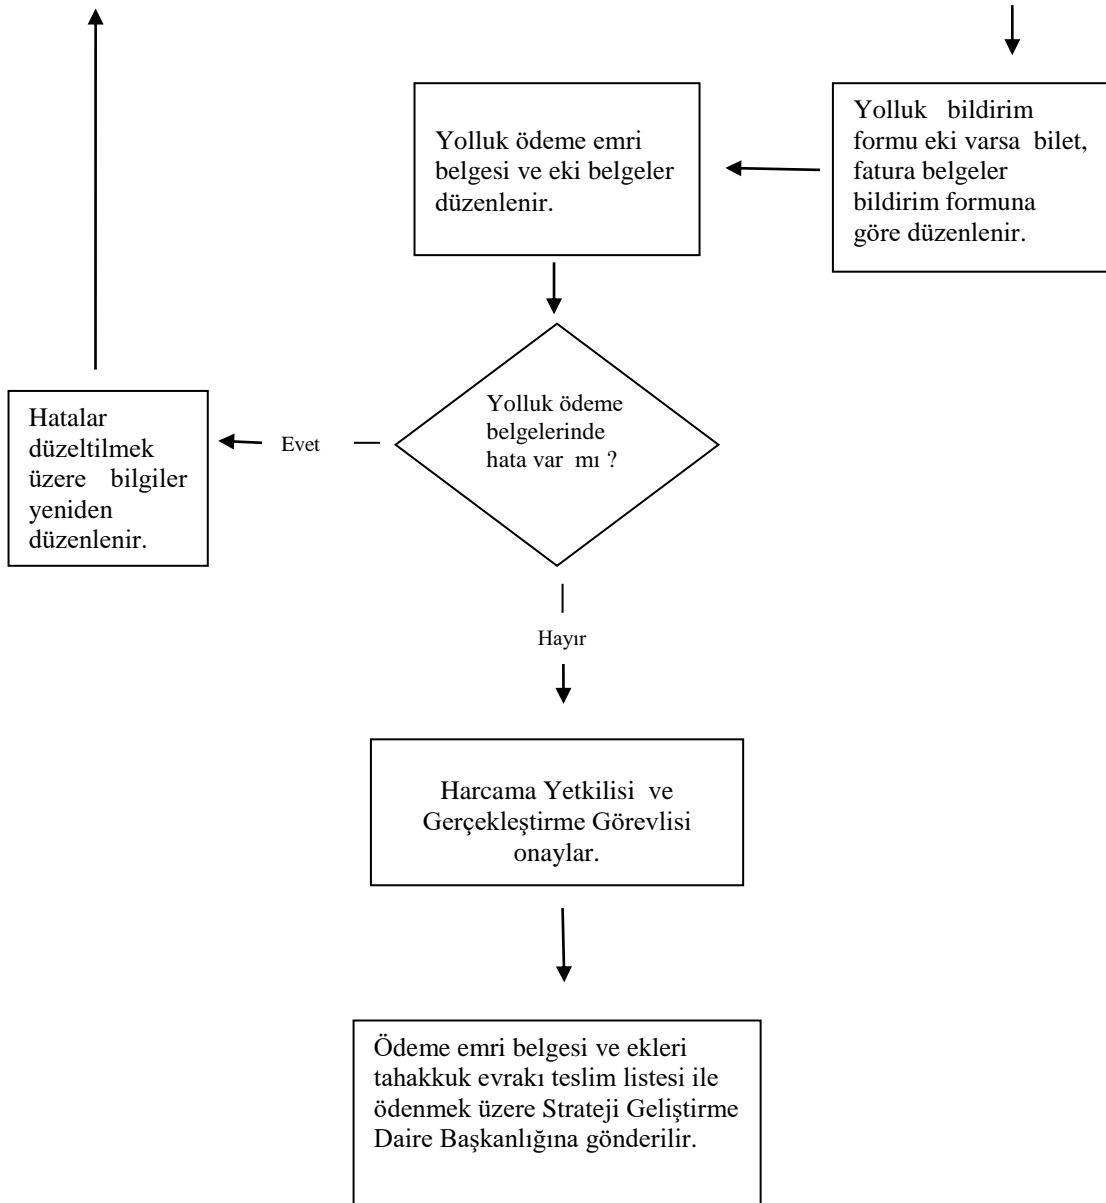 Yolluk bildirim
formu eki varsa bilet,
fatura belgeler
bildirim formuna
göre düzenlenir.
Yolluk ödeme emri
belgesi ve eki belgeler
düzenlenir.
Yolluk ödeme
belgelerinde
hata var mı ?
Evet
Hatalar
düzeltilmek
üzere bilgiler
yeniden
düzenlenir.
Hayır
Harcama Yetkilisi ve
Gerçekleştirme Görevlisi
onaylar.
Ödeme emri belgesi ve ekleri
tahakkuk evrakı teslim listesi ile
ödenmek üzere Strateji Geliştirme
Daire Başkanlığına gönderilir.